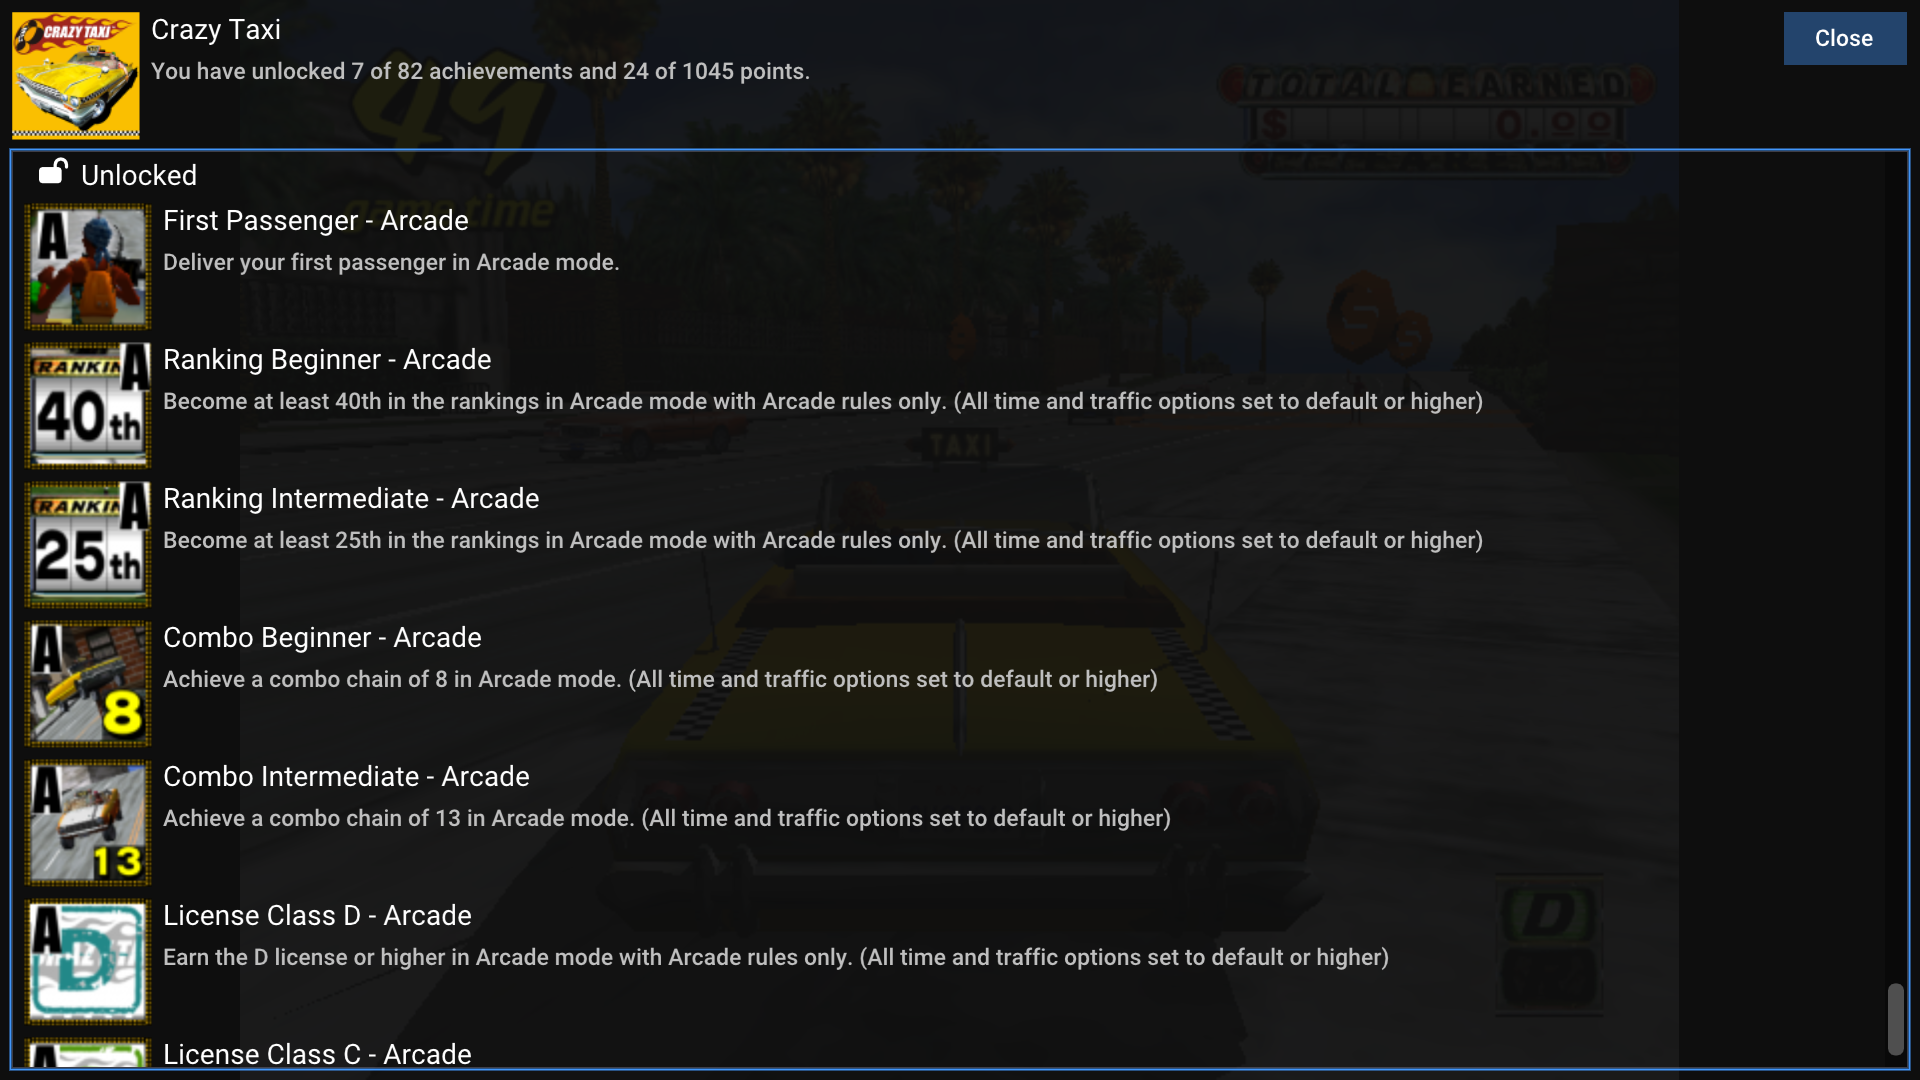 CRAZY TAXI
Crazy Taxi
You have unlocked 7 of 82 achievements and 24 of 1045 points.
Close
49
game time
TOTAL EARNED
$ 0.00
Unlocked
A
First Passenger - Arcade
Deliver your first passenger in Arcade mode.
RANKIN A
40th
Ranking Beginner - Arcade
Become at least 40th in the rankings in Arcade mode with Arcade rules only. (All time and traffic options set to default or higher)
TAXI
RANKIN A
25th
Ranking Intermediate - Arcade
Become at least 25th in the rankings in Arcade mode with Arcade rules only. (All time and traffic options set to default or higher)
A
8
Combo Beginner - Arcade
Achieve a combo chain of 8 in Arcade mode. (All time and traffic options set to default or higher)
A
13
Combo Intermediate - Arcade
Achieve a combo chain of 13 in Arcade mode. (All time and traffic options set to default or higher)
A
D
License Class D - Arcade
Earn the D license or higher in Arcade mode with Arcade rules only. (All time and traffic options set to default or higher)
D
A
License Class C - Arcade